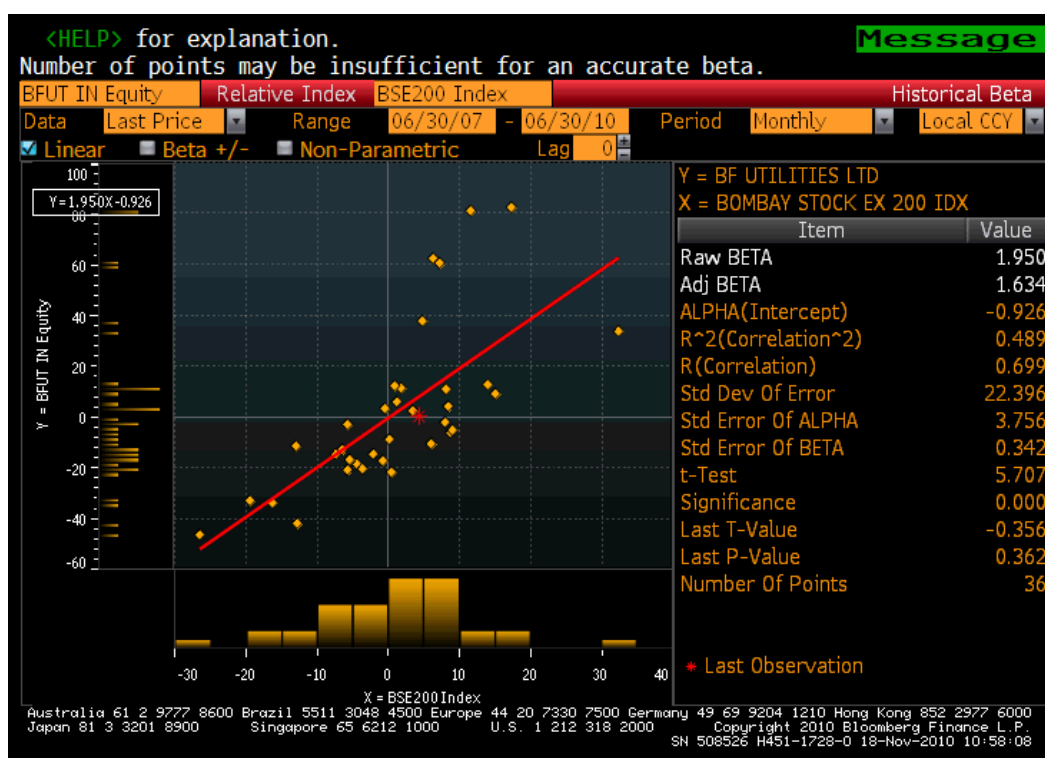 <HELP> for explanation. Message
Number of points may be insufficient for an accurate beta.
BFUT IN Equity Relative Index BSE200 Index Historical Beta
Data Last Price Range 06/30/07 - 06/30/10 Period Monthly Local CCY
Linear Beta +/- Non-Parametric Lag 0
Y = BF UTILITIES LTD
X = BOMBAY STOCK EX 200 IDX
Item Value
Raw BETA 1.950
Adj BETA 1.634
ALPHA(Intercept) -0.926
R^2(Correlation^2) 0.489
R(Correlation) 0.699
Std Dev Of Error 22.396
Std Error Of ALPHA 3.756
Std Error Of BETA 0.342
t-Test 5.707
Significance 0.000
Last T-Value -0.356
Last P-Value 0.362
Number Of Points 36
* Last Observation
Y = BFUT IN Equity
100
Y=1.950X-0.926
80
60
40
20
0
-20
-40
-60
-30 -20 -10 0 10 20 30 40
X = BSE200 Index
Australia 61 2 9777 8600 Brazil 5511 3048 4500 Europe 44 20 7330 7500 Germany 49 69 9204 1210 Hong Kong 852 2977 6000
Japan 81 3 3201 8900 Singapore 65 6212 1000 U.S. 1 212 318 2000 Copyright 2010 Bloomberg Finance L.P.
SN 508526 H451-1728-0 18-Nov-2010 10:58:08